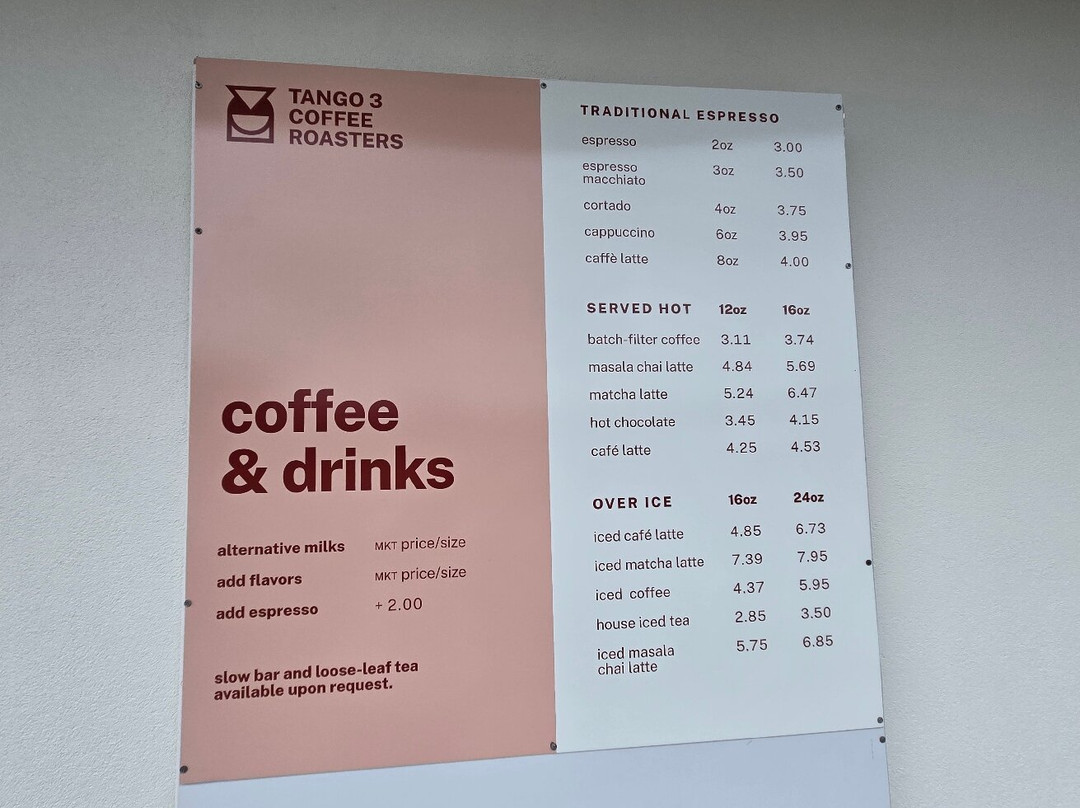 TANGO 3
COFFEE
ROASTERS
coffee
& drinks
alternative milks MKT price/size
add flavors MKT price/size
add espresso + 2.00
slow bar and loose-leaf tea
available upon request.
TRADITIONAL ESPRESSO
espresso 2oz 3.00
espresso 3oz 3.50
macchiato
cortado 4oz 3.75
cappuccino 6oz 3.95
caffè latte 8oz 4.00
SERVED HOT 12oz 16oz
batch-filter coffee 3.11 3.74
masala chai latte 4.84 5.69
matcha latte 5.24 6.47
hot chocolate 3.45 4.15
café latte 4.25 4.53
OVER ICE 16oz 24oz
iced café latte 4.85 6.73
iced matcha latte 7.39 7.95
iced coffee 4.37 5.95
house iced tea 2.85 3.50
iced masala 5.75 6.85
chai latte